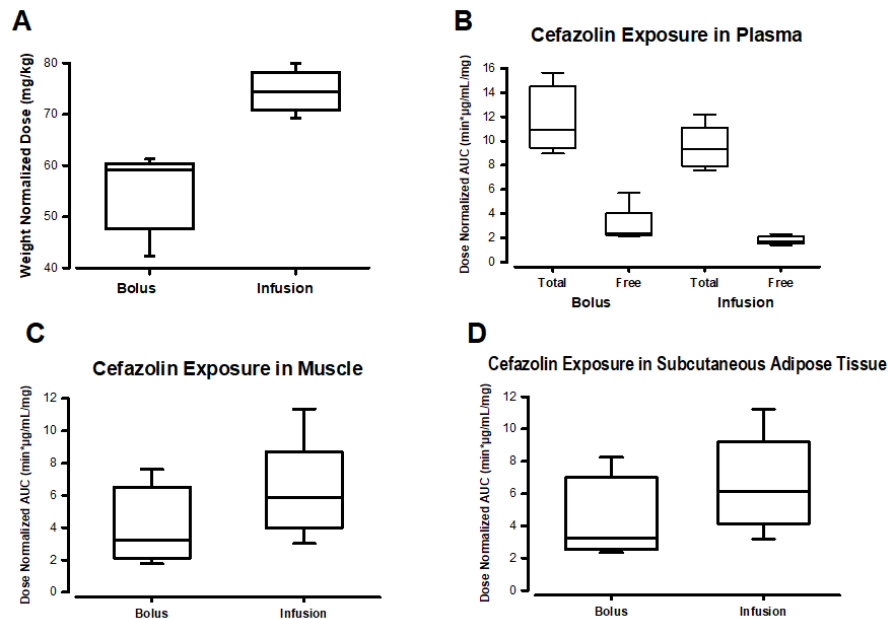 A
Weight Normalized Dose (mg/kg)
80
70
60
50
40
Bolus Infusion
B
Cefazolin Exposure in Plasma
Dose Normalized AUC (min*µg/mL/mg)
16
14
12
10
8
6
4
2
0
Total Free Total Free
Bolus Infusion
C
Cefazolin Exposure in Muscle
Dose Normalized AUC (min*µg/mL/mg)
12
10
8
6
4
2
0
Bolus Infusion
D
Cefazolin Exposure in Subcutaneous Adipose Tissue
Dose Normalized AUC (min*µg/mL/mg)
12
10
8
6
4
2
0
Bolus Infusion